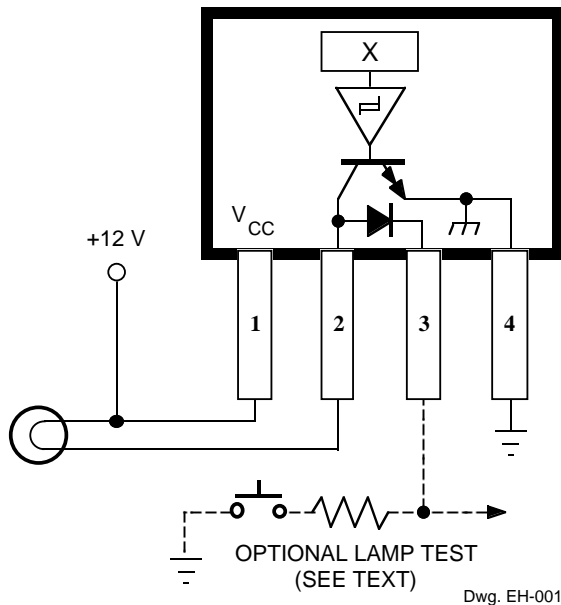 X
V CC
+12 V
1 2 3 4
OPTIONAL LAMP TEST
(SEE TEXT)
Dwg. EH-001